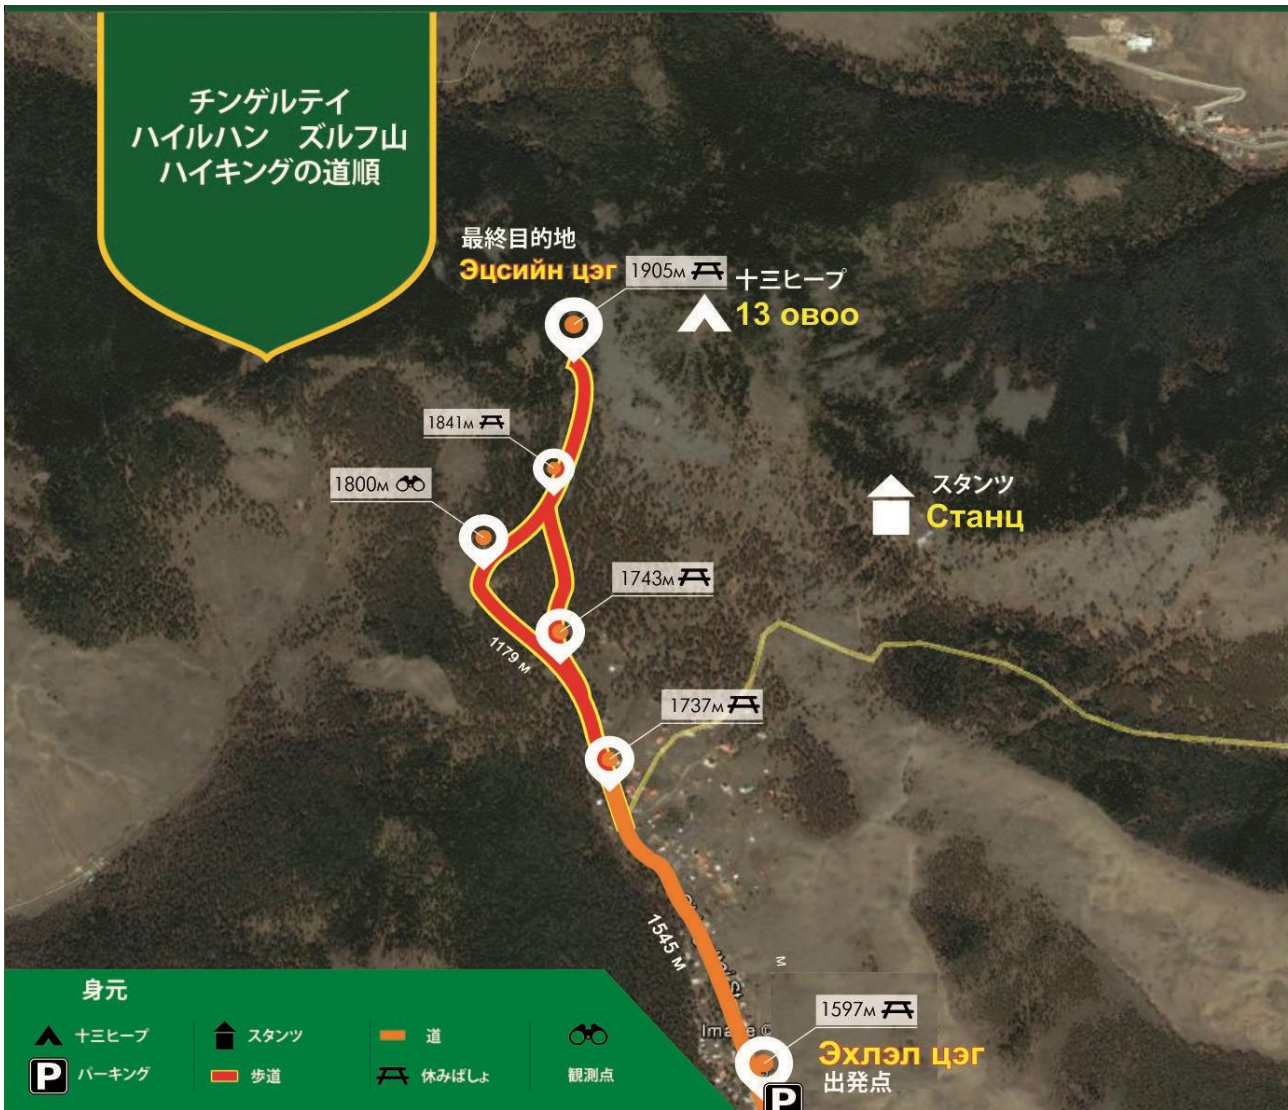 チンゲルテイ
ハイルハン　ズルフ山
ハイキングの道順
最終目的地
Эцсийн цэг
1905м
十三ヒープ
13 овоо
1841м
1800м
スタンツ
Станц
1743м
1179 м
1737м
1545 м
м
1597м
Эхлэл цэг
出発点
P
身元
十三ヒープ
スタンツ
道
P
パーキング
歩道
休みばしょ
観測点